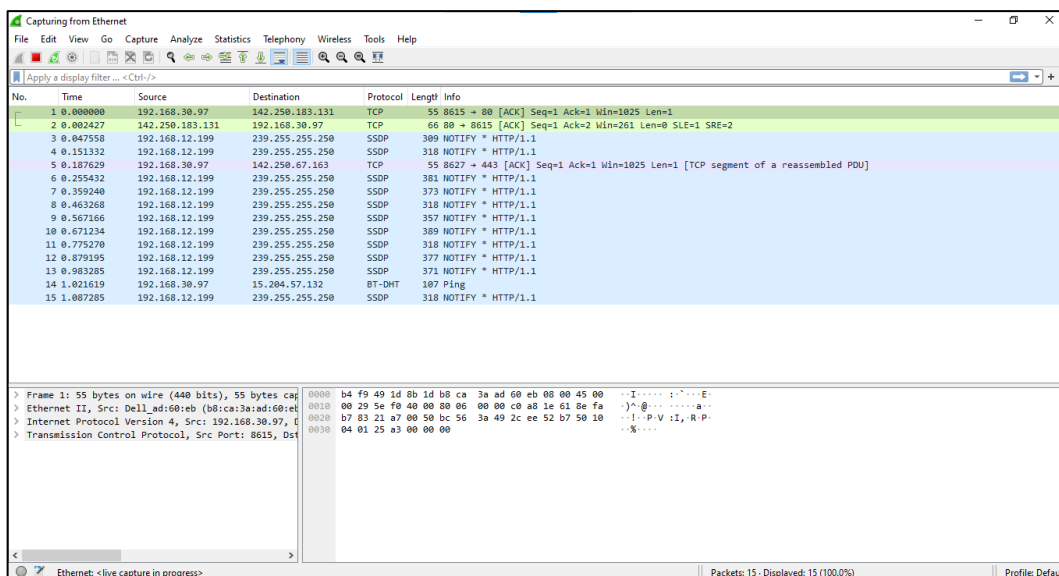 Capturing from Ethernet
File Edit View Go Capture Analyze Statistics Telephony Wireless Tools Help
Apply a display filter ... <Ctrl-/>
No. Time Source Destination Protocol Length Info
1 0.000000 192.168.30.97 142.250.183.131 TCP 55 8615 → 80 [ACK] Seq=1 Ack=1 Win=1025 Len=1
2 0.002427 142.250.183.131 192.168.30.97 TCP 66 80 → 8615 [ACK] Seq=1 Ack=2 Win=261 Len=0 SLE=1 SRE=2
3 0.047558 192.168.12.199 239.255.255.250 SSDP 309 NOTIFY * HTTP/1.1
4 0.151332 192.168.12.199 239.255.255.250 SSDP 318 NOTIFY * HTTP/1.1
5 0.187629 192.168.30.97 142.250.67.163 TCP 55 8627 → 443 [ACK] Seq=1 Ack=1 Win=1025 Len=1 [TCP segment of a reassembled PDU]
6 0.255432 192.168.12.199 239.255.255.250 SSDP 381 NOTIFY * HTTP/1.1
7 0.359240 192.168.12.199 239.255.255.250 SSDP 373 NOTIFY * HTTP/1.1
8 0.463268 192.168.12.199 239.255.255.250 SSDP 318 NOTIFY * HTTP/1.1
9 0.567166 192.168.12.199 239.255.255.250 SSDP 357 NOTIFY * HTTP/1.1
10 0.671234 192.168.12.199 239.255.255.250 SSDP 389 NOTIFY * HTTP/1.1
11 0.775270 192.168.12.199 239.255.255.250 SSDP 318 NOTIFY * HTTP/1.1
12 0.879195 192.168.12.199 239.255.255.250 SSDP 377 NOTIFY * HTTP/1.1
13 0.983285 192.168.12.199 239.255.255.250 SSDP 371 NOTIFY * HTTP/1.1
14 1.021619 192.168.30.97 15.204.57.132 BT-DHT 107 Ping
15 1.087285 192.168.12.199 239.255.255.250 SSDP 318 NOTIFY * HTTP/1.1
> Frame 1: 55 bytes on wire (440 bits), 55 bytes cap
> Ethernet II, Src: Dell_ad:60:eb (b8:ca:3a:ad:60:eb
> Internet Protocol Version 4, Src: 192.168.30.97, D
> Transmission Control Protocol, Src Port: 8615, Dst
0000 b4 f9 49 1d 8b 1d b8 ca 3a ad 60 eb 08 00 45 00 ··I····· :·`···E·
0010 00 29 5e f0 40 00 80 06 00 00 c0 a8 1e 61 8e fa ·)^·@··· ·····a··
0020 b7 83 21 a7 00 50 bc 56 3a 49 2c ee 52 b7 50 10 ··!··P·V :I,·R·P·
0030 04 01 25 a3 00 00 00 ··%····
Ethernet: <live capture in progress>
Packets: 15 · Displayed: 15 (100.0%)
Profile: Defau